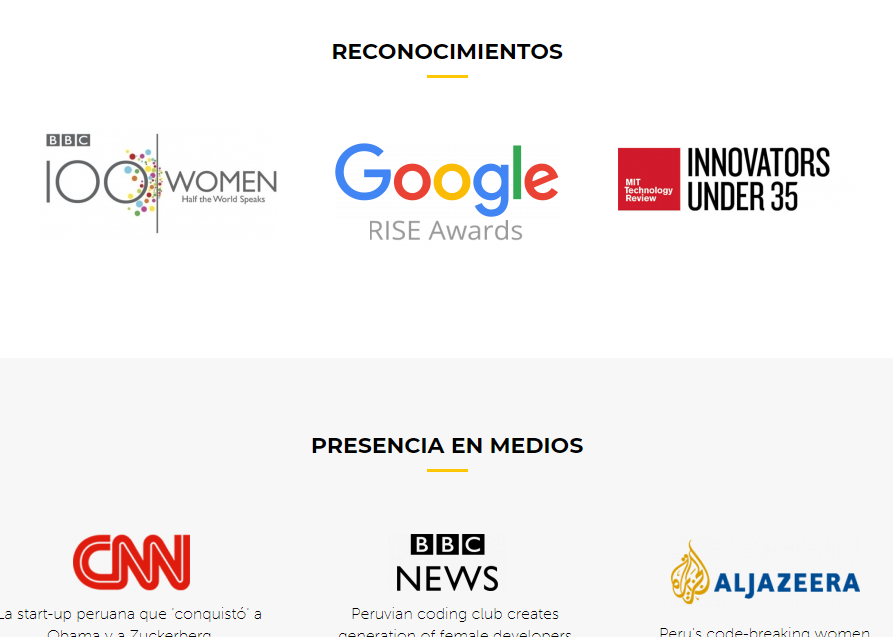 RECONOCIMIENTOS
BBC
100 WOMEN
Half the World Speaks
Google
RISE Awards
MIT
Technology
Review
INNOVATORS
UNDER 35
PRESENCIA EN MEDIOS
CNN
La start-up peruana que ‘conquistó’ a
Obama y a Zuckerberg
BBC
NEWS
Peruvian coding club creates
generation of female developers
ALJAZEERA
Peru's code-breaking women